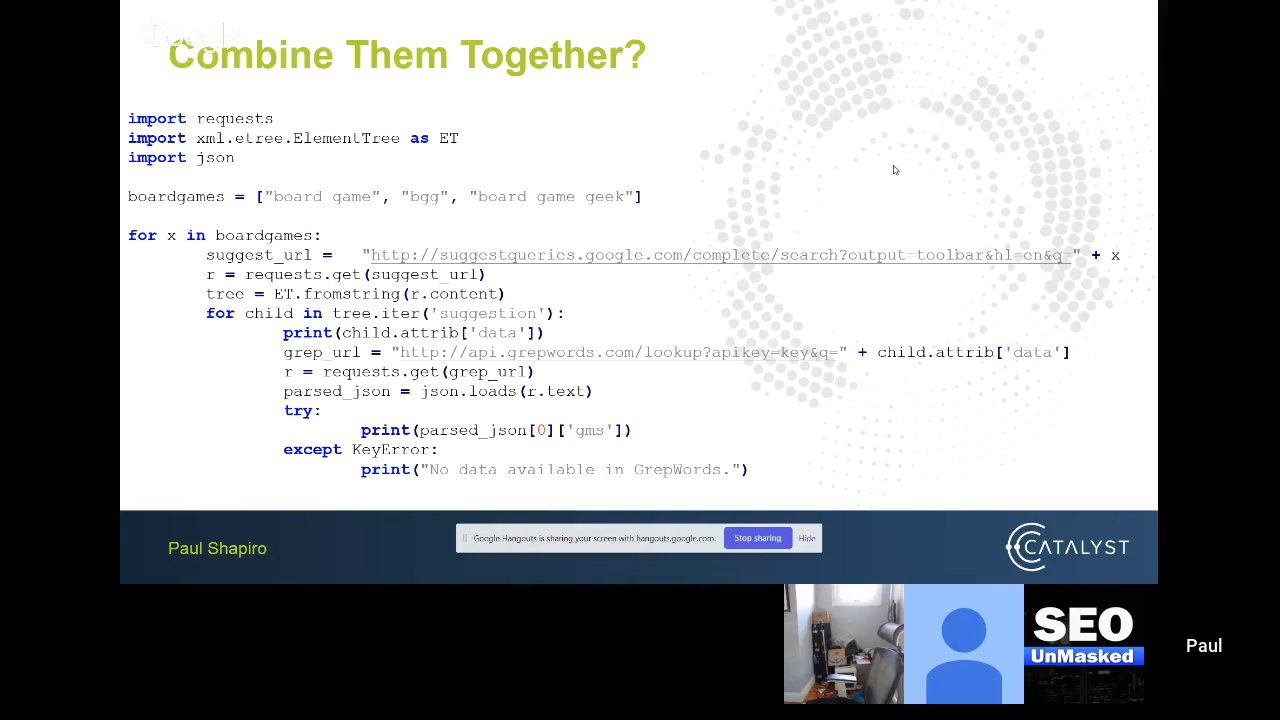 Google
Combine Them Together?
import requests
import xml.etree.ElementTree as ET
import json
boardgames = ["board game", "bgg", "board game geek"]
for x in boardgames:
suggest_url = "http://suggestqueries.google.com/complete/search?output=toolbar&hl=en&q=" + x
r = requests.get(suggest_url)
tree = ET.fromstring(r.content)
for child in tree.iter('suggestion'):
print(child.attrib['data'])
grep_url = "http://api.grepwords.com/lookup?apikey=key&q=" + child.attrib['data']
r = requests.get(grep_url)
parsed_json = json.loads(r.text)
try:
print(parsed_json[0]['gms'])
except KeyError:
print("No data available in GrepWords.")
Paul Shapiro
Google Hangouts is sharing your screen with hangouts.google.com.
Stop sharing
Hide
CATALYST
SEO
UnMasked
Paul